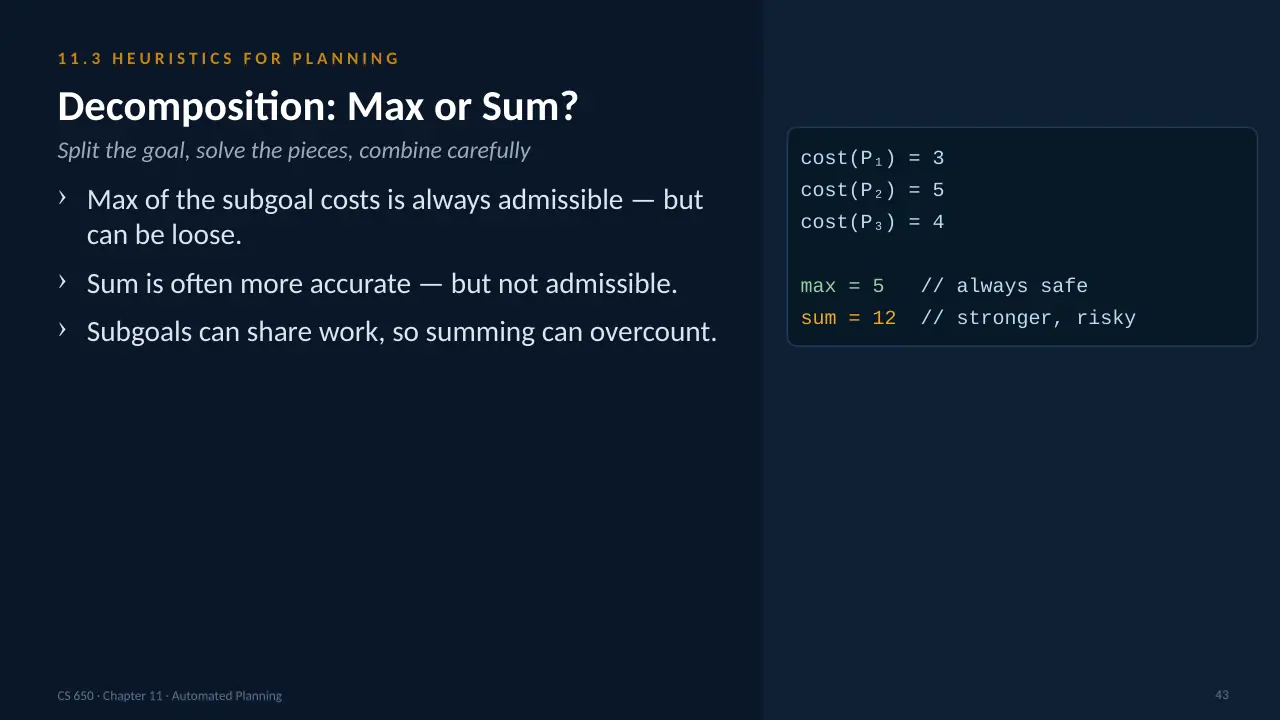 11.3 HEURISTICS FOR PLANNING
Decomposition: Max or Sum?
Split the goal, solve the pieces, combine carefully
› Max of the subgoal costs is always admissible — but
can be loose.
› Sum is often more accurate — but not admissible.
› Subgoals can share work, so summing can overcount.
cost(P₁) = 3
cost(P₂) = 5
cost(P₃) = 4
max = 5   // always safe
sum = 12  // stronger, risky
CS 650 · Chapter 11 · Automated Planning
43